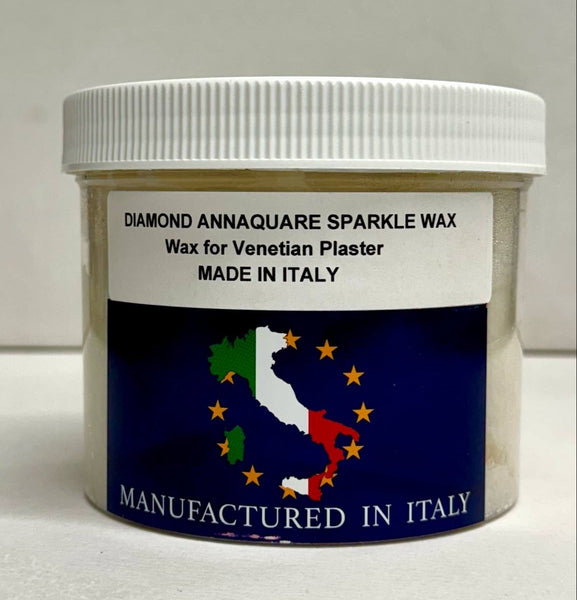 DIAMOND ANNAQUARE SPARKLE WAX
Wax for Venetian Plaster
MADE IN ITALY
MANUFACTURED IN ITALY